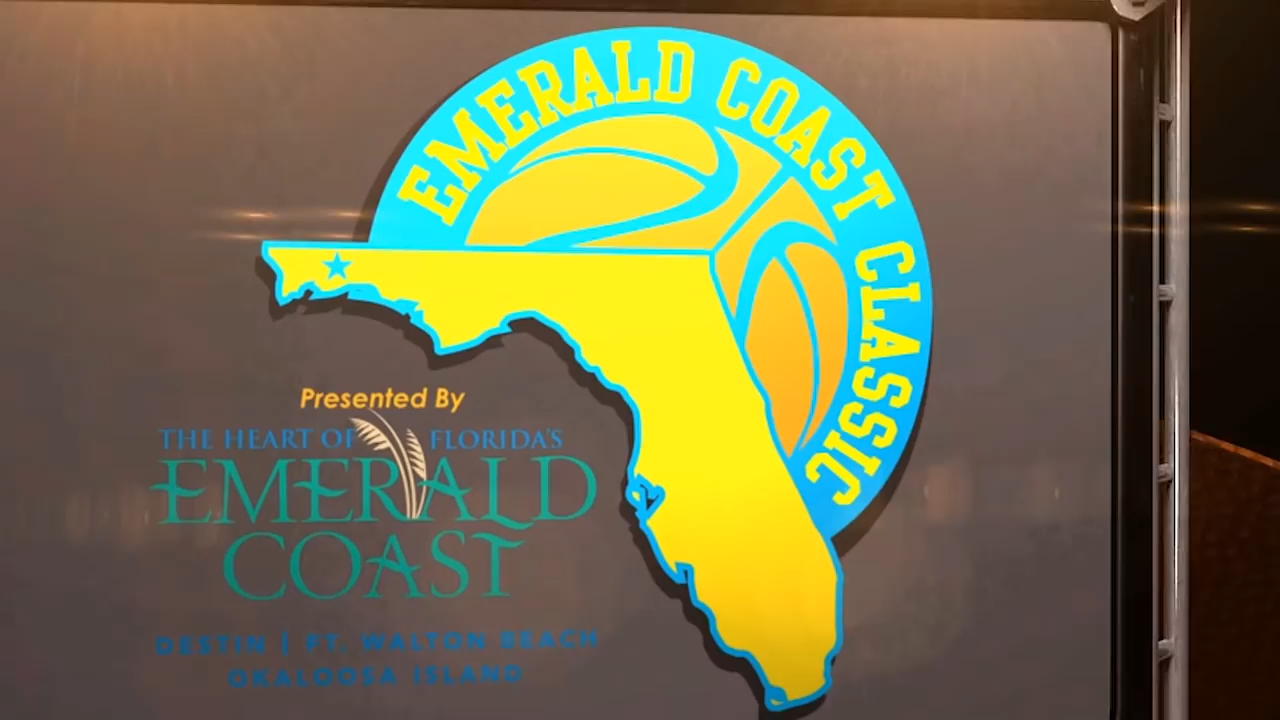 EMERALD COAST CLASSIC
Presented By
THE HEART OF FLORIDA'S
EMERALD
COAST
DESTIN | FT. WALTON BEACH
OKALOOSA ISLAND